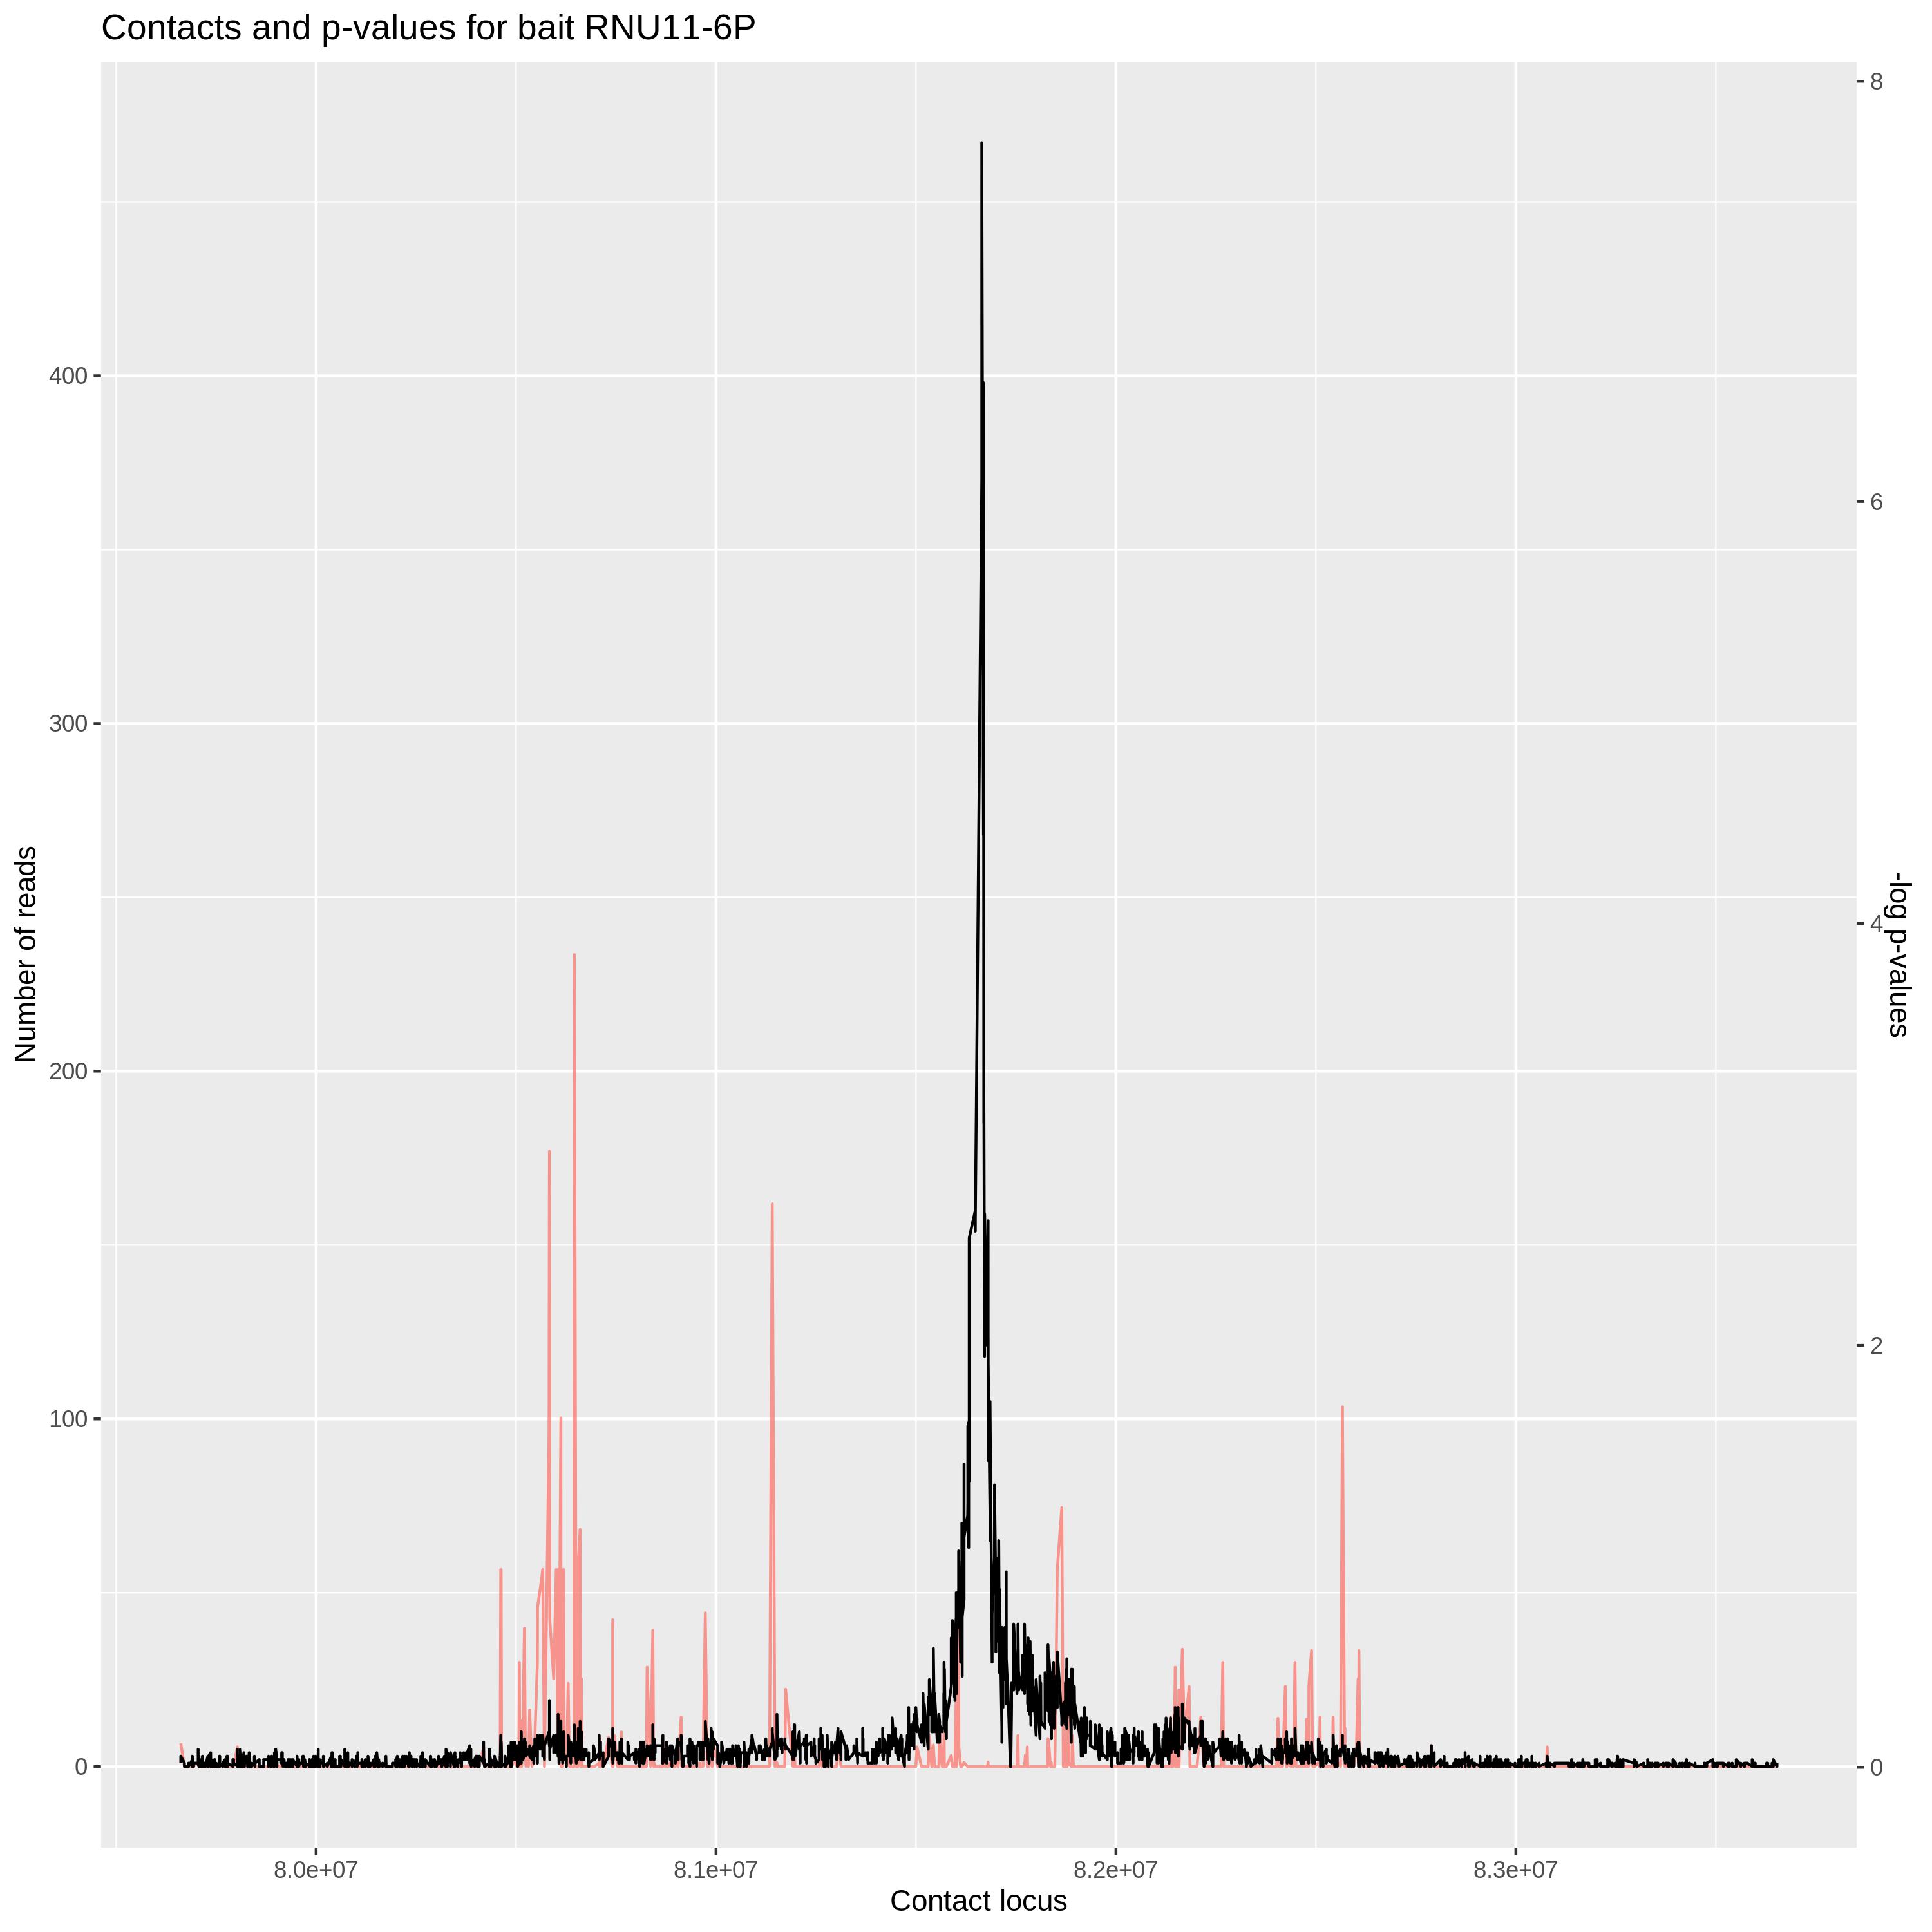 Contacts and p-values for bait RNU11-6P
8
400
6
300
Number of reads
-log p-values
4
200
2
100
0
0
8.0e+07
8.1e+07
8.2e+07
8.3e+07
Contact locus